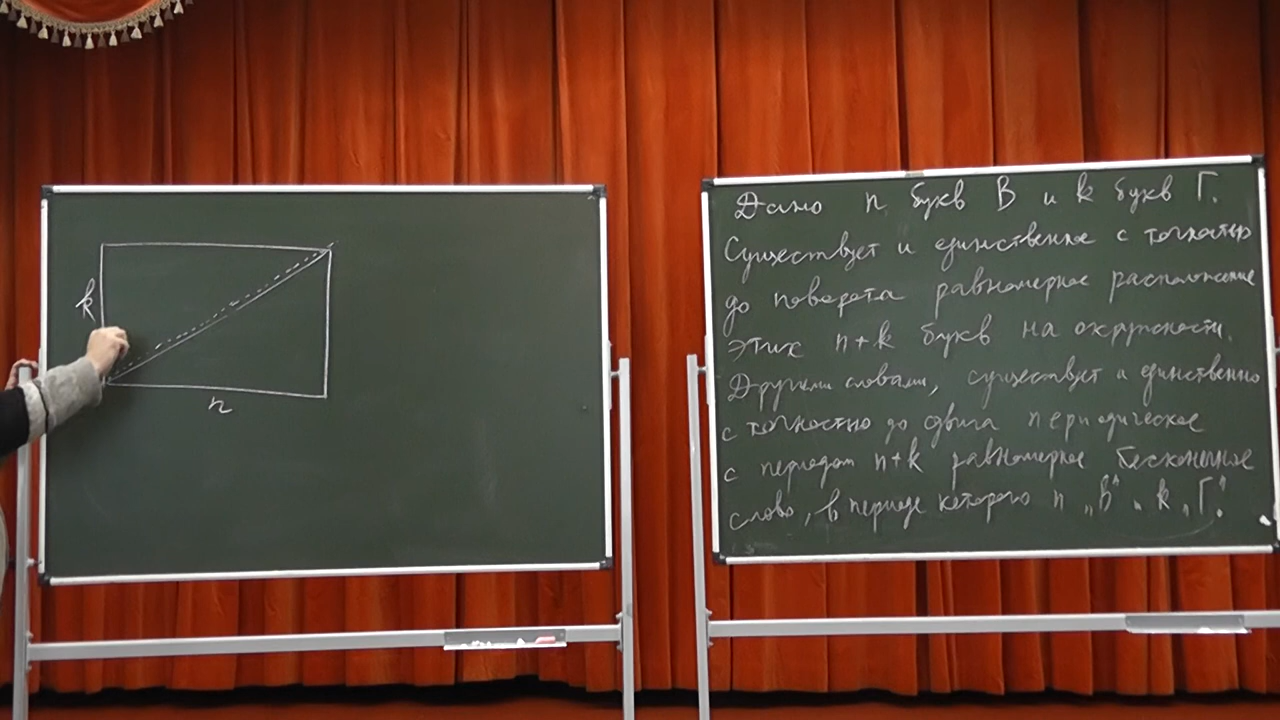 k
n
Дано n букв В и k букв Г.
Существует и единственное с точностью
до поворота равномерное расположение
этих n+k букв на окружности.
Другими словами, существует и единственно
с точностью до сдвига периодическое
с периодом n+k равномерное бесконечное
слово, в периоде которого n „В“ и k „Г“.